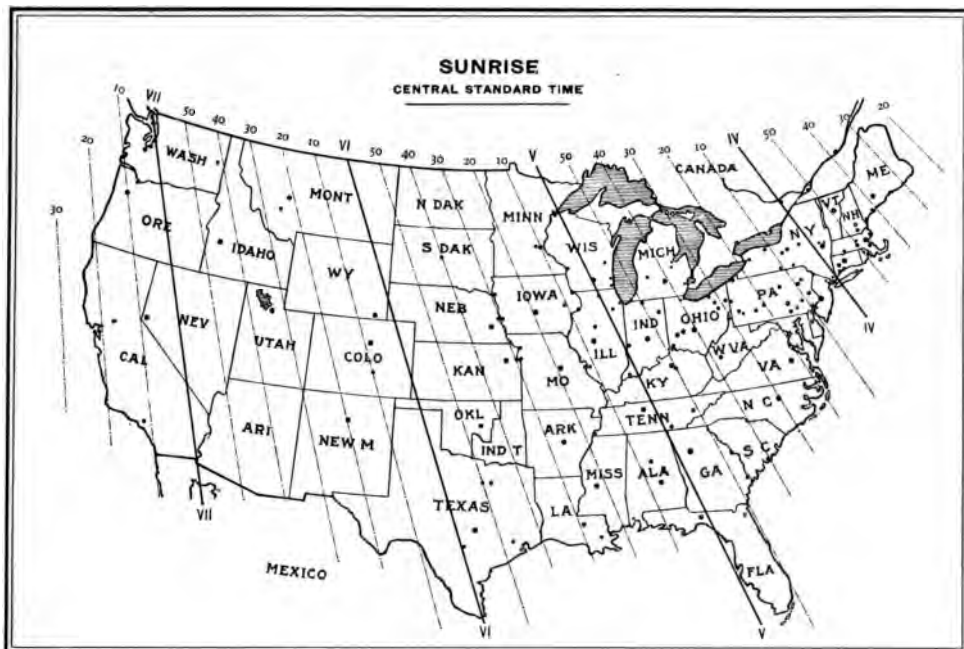 SUNRISE
CENTRAL STANDARD TIME
10 VII 50 40 30 20 10 VI 50 40 30 20 10 V 50 40 30 20 10 IV 50 40 30 20
20
30
CANADA
WASH
MONT
N DAK
MINN
ME
VT
NH
N Y
ORE
IDAHO
S DAK
WIS
MICH
WY
NEB
IOWA
PA
NEV
UTAH
COLO
ILL
IND
OHIO
W VA
VA
IV
CAL
KAN
MO
KY
ARI
NEW M
OKL
IND T
ARK
TENN
N C
S C
TEXAS
LA
MISS
ALA
GA
VII
MEXICO
FLA
VI
V